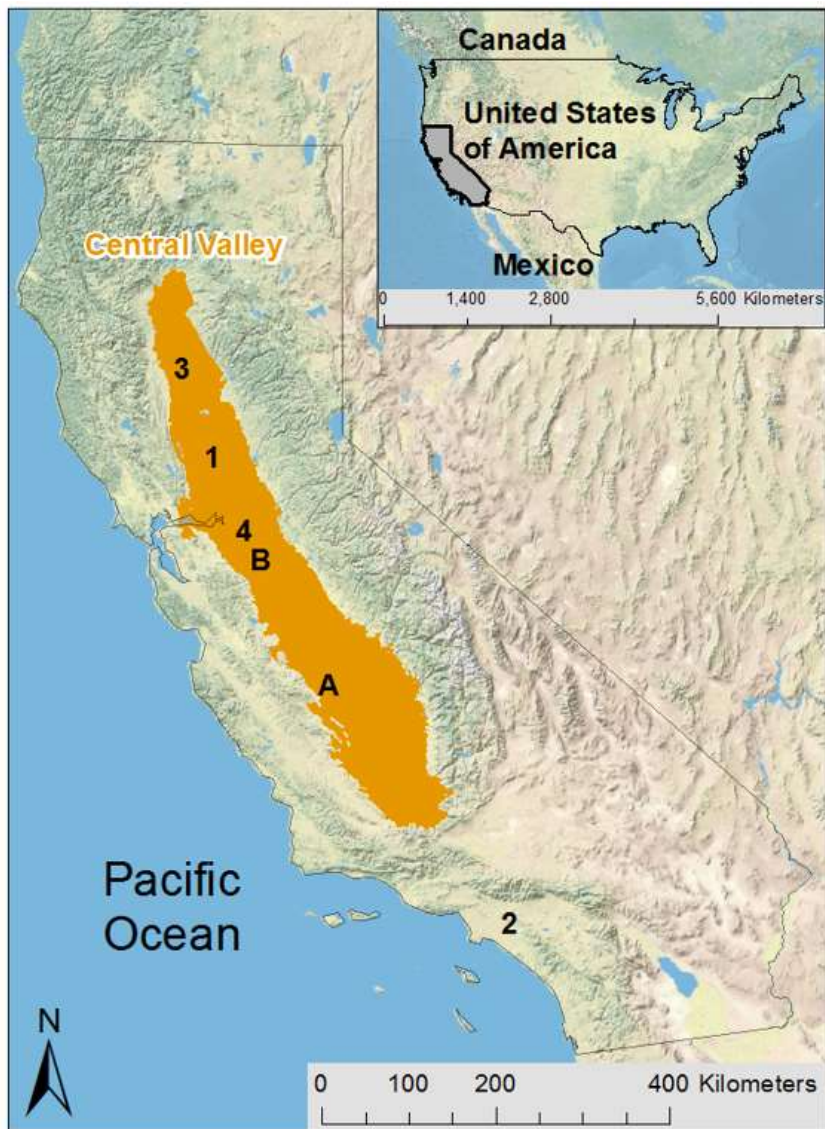 Canada
United States
of America
Mexico
0 1,400 2,800 5,600 Kilometers
Central Valley
3
1
4
B
A
2
Pacific
Ocean
N
0 100 200 400 Kilometers